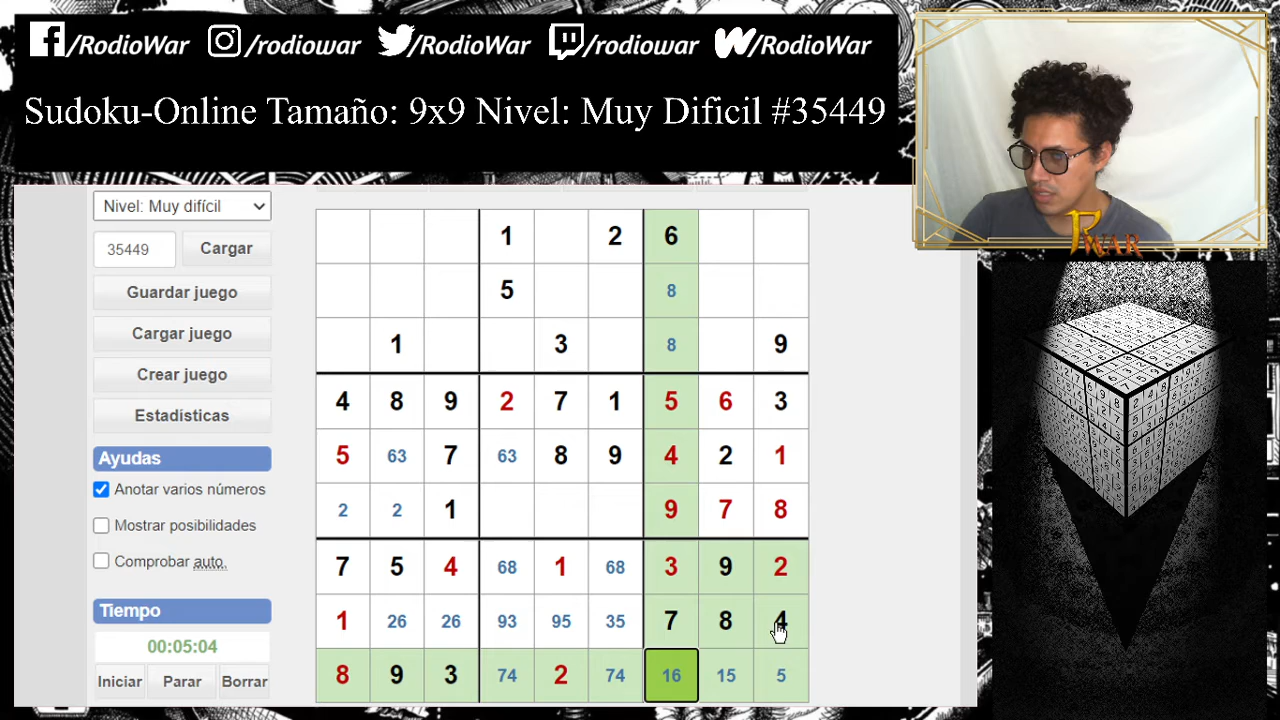 /RodioWar /rodiowar /RodioWar /rodiowar /RodioWar
Sudoku-Online Tamaño: 9x9 Nivel: Muy Dificil #35449
Nivel: Muy difícil
35449 Cargar
Guardar juego
Cargar juego
Crear juego
Estadísticas
Ayudas
Anotar varios números
Mostrar posibilidades
Comprobar auto.
Tiempo
00:05:04
Iniciar Parar Borrar
1 2 6
5 8
1 3 8 9
4 8 9 2 7 1 5 6 3
5 63 7 63 8 9 4 2 1
2 2 1 9 7 8
7 5 4 68 1 68 3 9 2
1 26 26 93 95 35 7 8 4
8 9 3 74 2 74 16 15 5
WAR